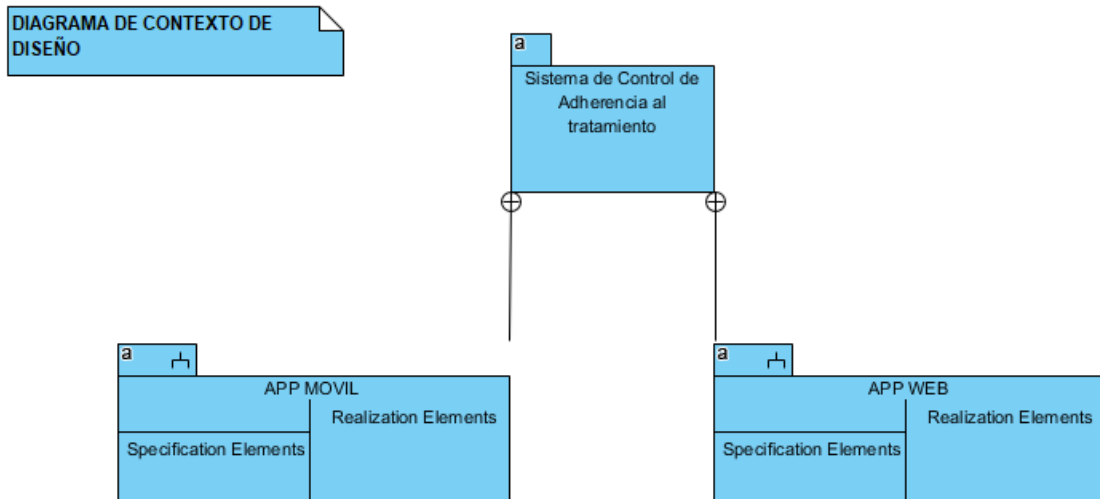 DIAGRAMA DE CONTEXTO DE
DISEÑO
a
Sistema de Control de
Adherencia al
tratamiento
a
APP MOVIL
Realization Elements
Specification Elements
a
APP WEB
Realization Elements
Specification Elements